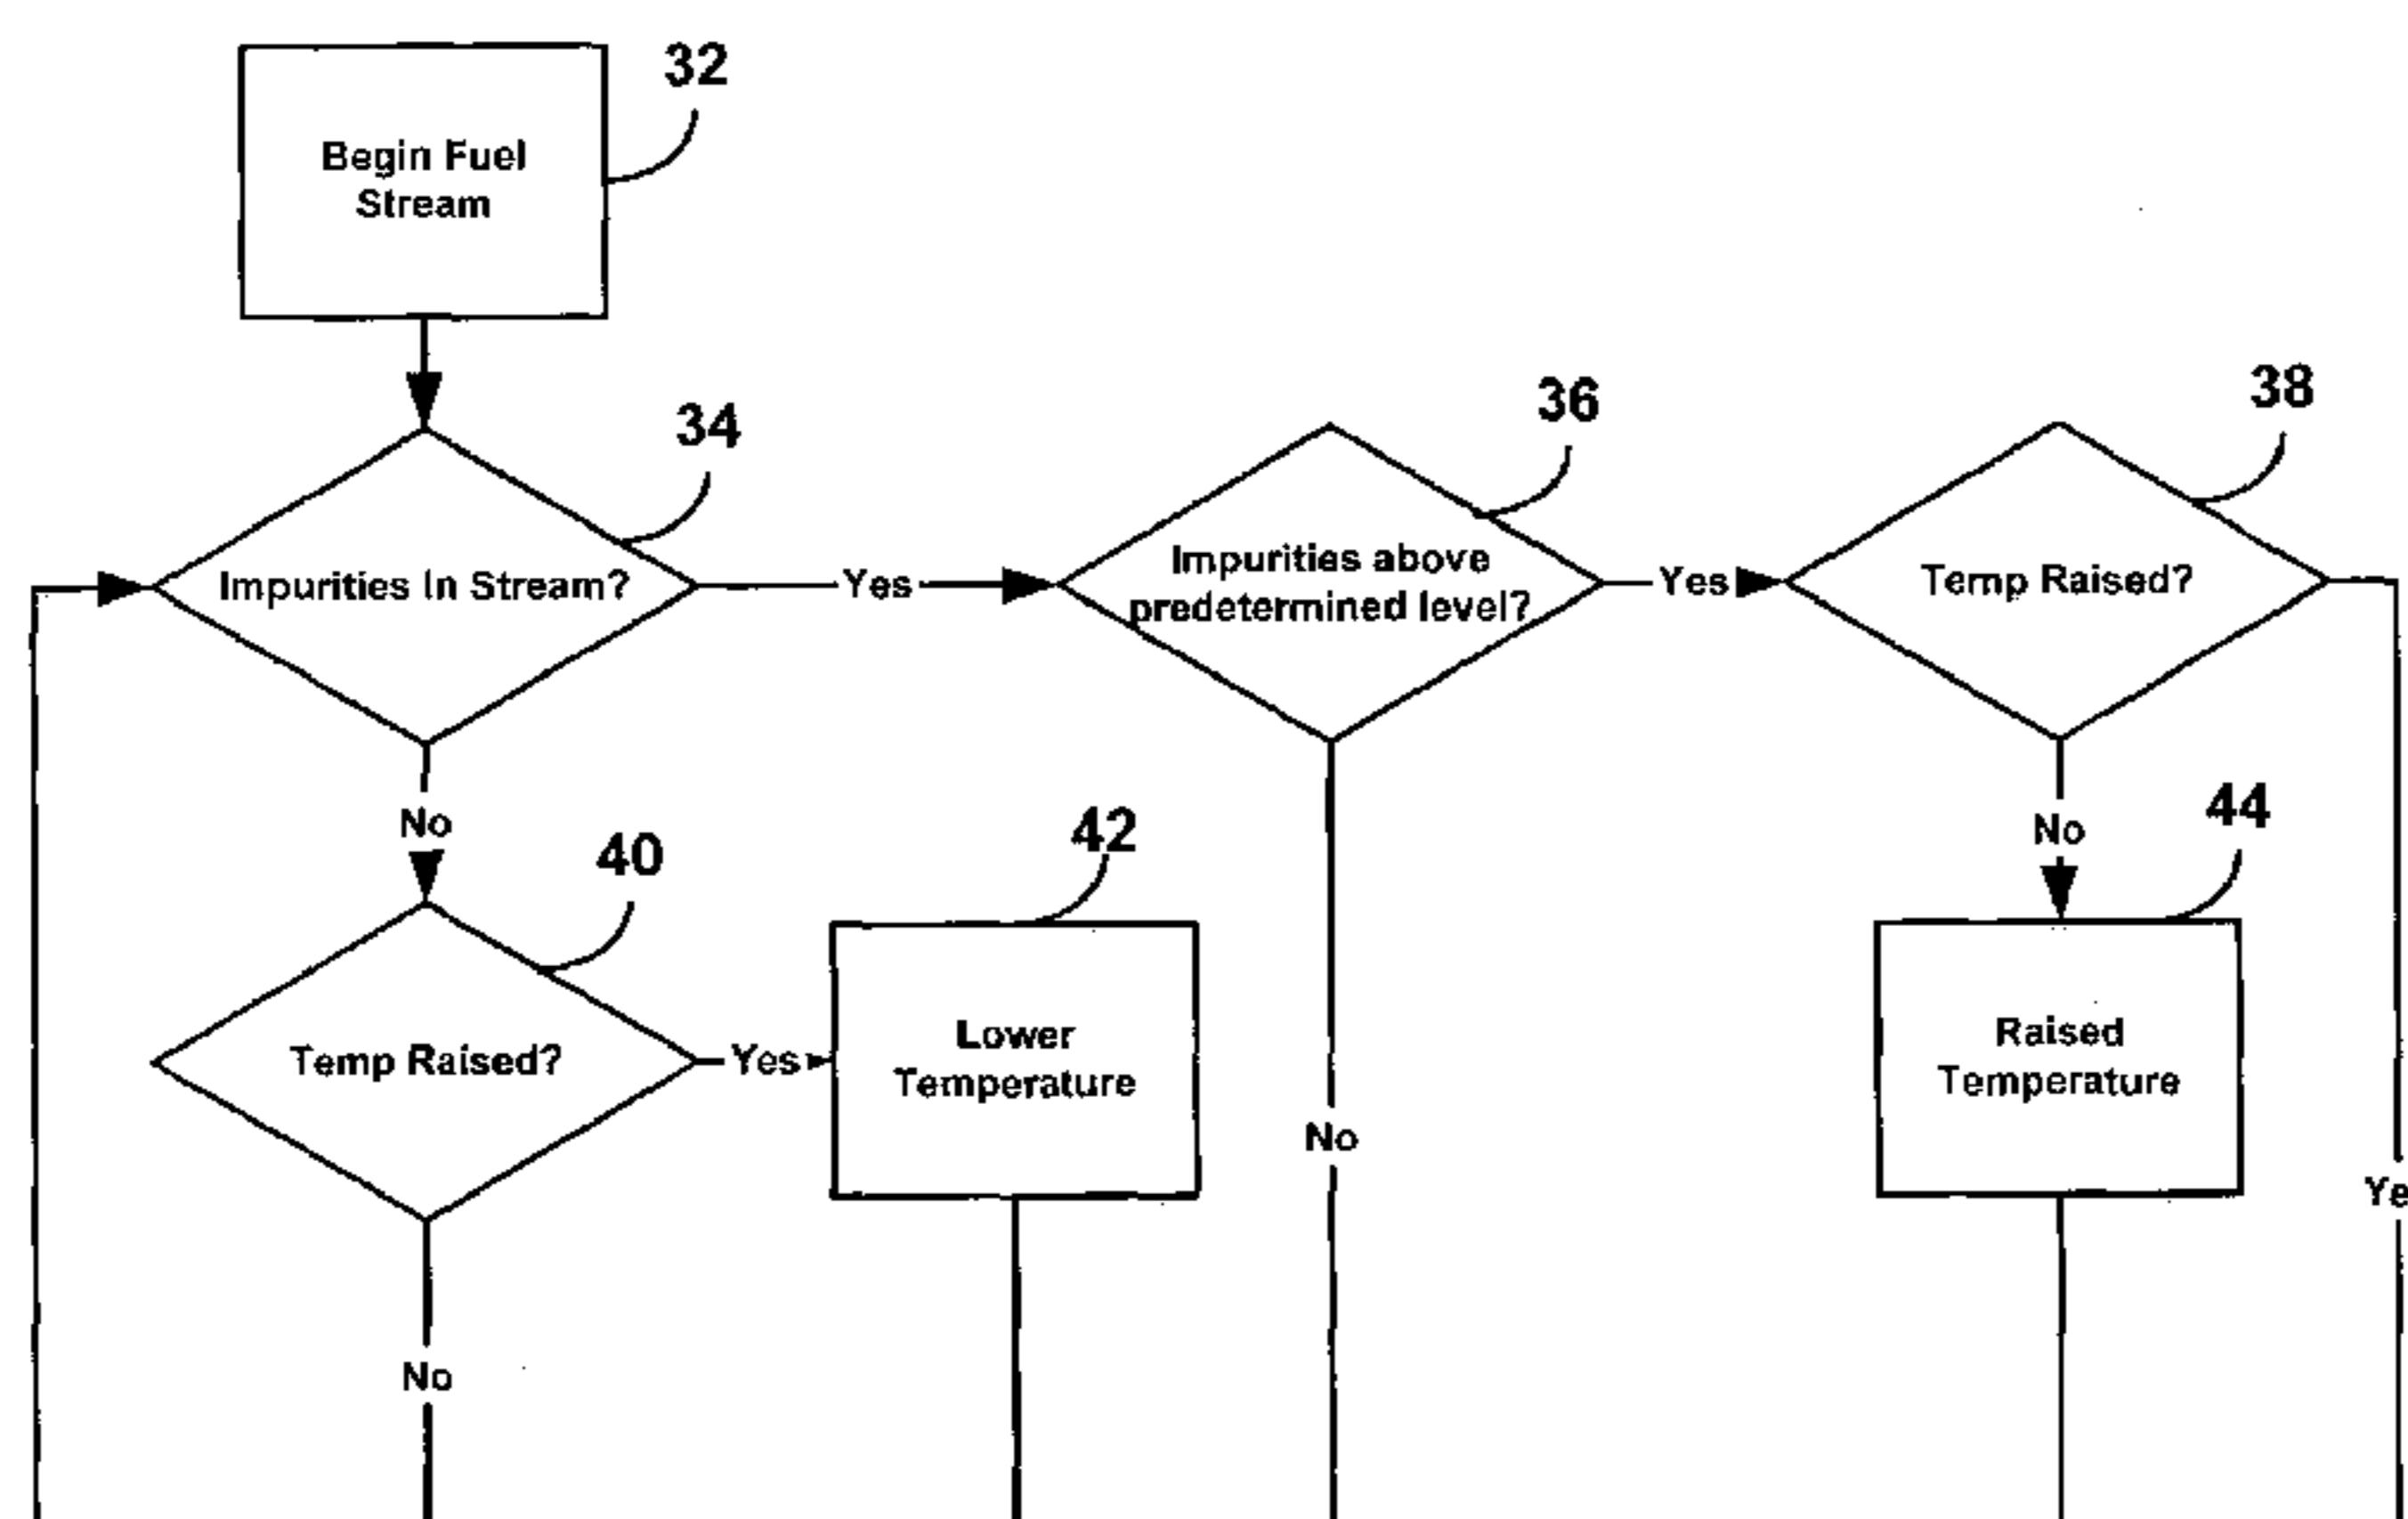 32
Begin Fuel
Stream
34
36
38
Impurities In Stream?
Yes
Impurities above
predetermined level?
Yes
Temp Raised?
No
No
40
42
44
Temp Raised?
Yes
Lower
Temperature
Raised
Temperature
No
Ye
No